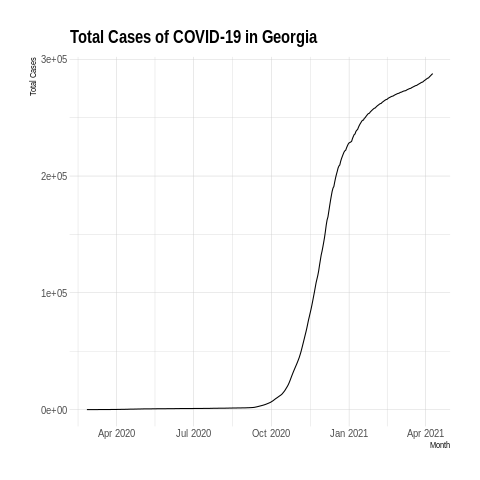 Total Cases of COVID-19 in Georgia
Total Cases
3e+05
2e+05
1e+05
0e+00
Apr 2020 Jul 2020 Oct 2020 Jan 2021 Apr 2021
Month